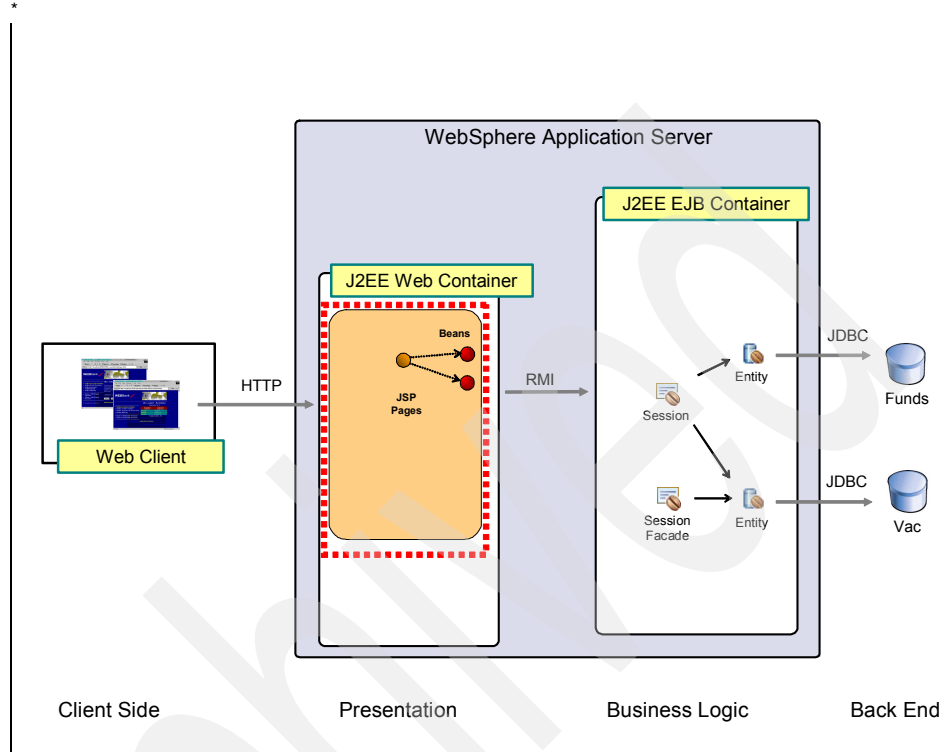 *
WebSphere Application Server
J2EE EJB Container
J2EE Web Container
Beans
JSP
Pages
HTTP
RMI
Web Client
Session
Entity
JDBC
Funds
Session
Facade
Entity
JDBC
Vac
Client Side
Presentation
Business Logic
Back End